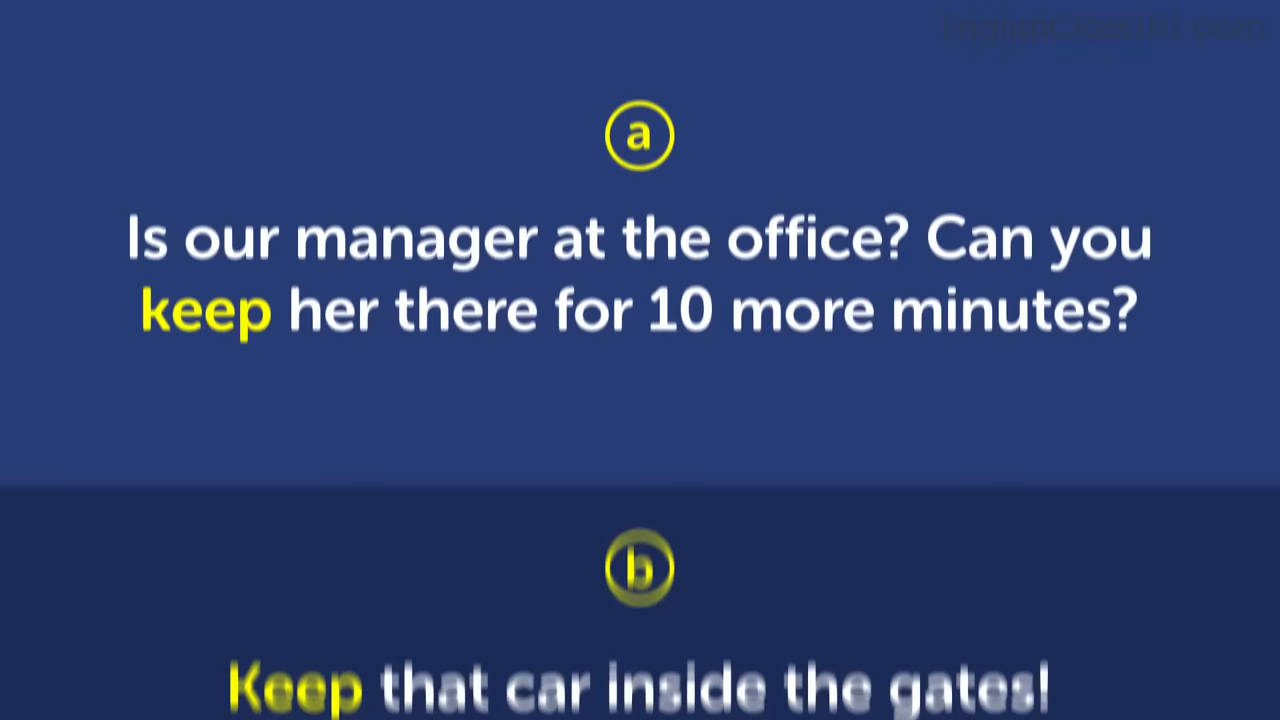 a
Is our manager at the office? Can you
keep her there for 10 more minutes?
b
Keep that car inside the gates!